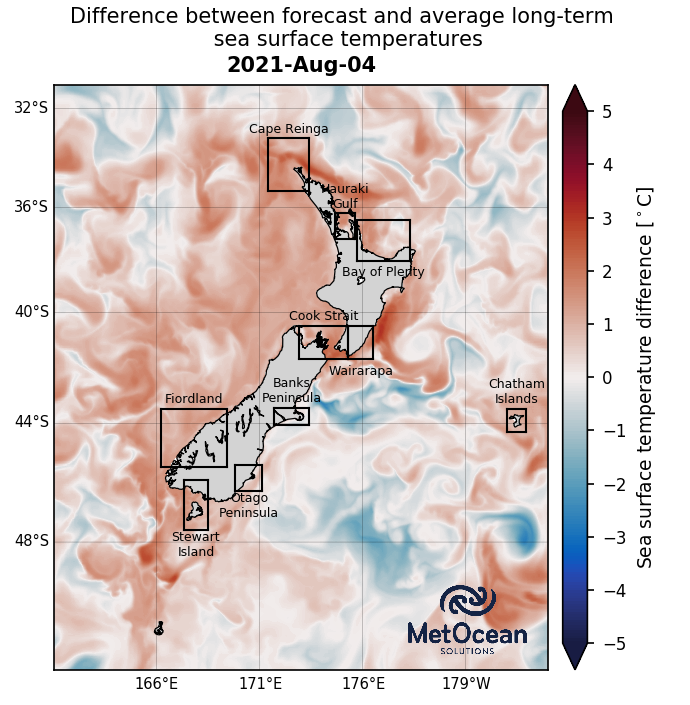 Difference between forecast and average long-term
sea surface temperatures
2021-Aug-04
32°S
36°S
40°S
44°S
48°S
166°E
171°E
176°E
179°W
Cape Reinga
Hauraki
Gulf
Bay of Plenty
Cook Strait
Wairarapa
Banks
Peninsula
Chatham
Islands
Fiordland
Otago
Peninsula
Stewart
Island
MetOcean
SOLUTIONS
5
4
3
2
1
0
−1
−2
−3
−4
−5
Sea surface temperature difference [°C]